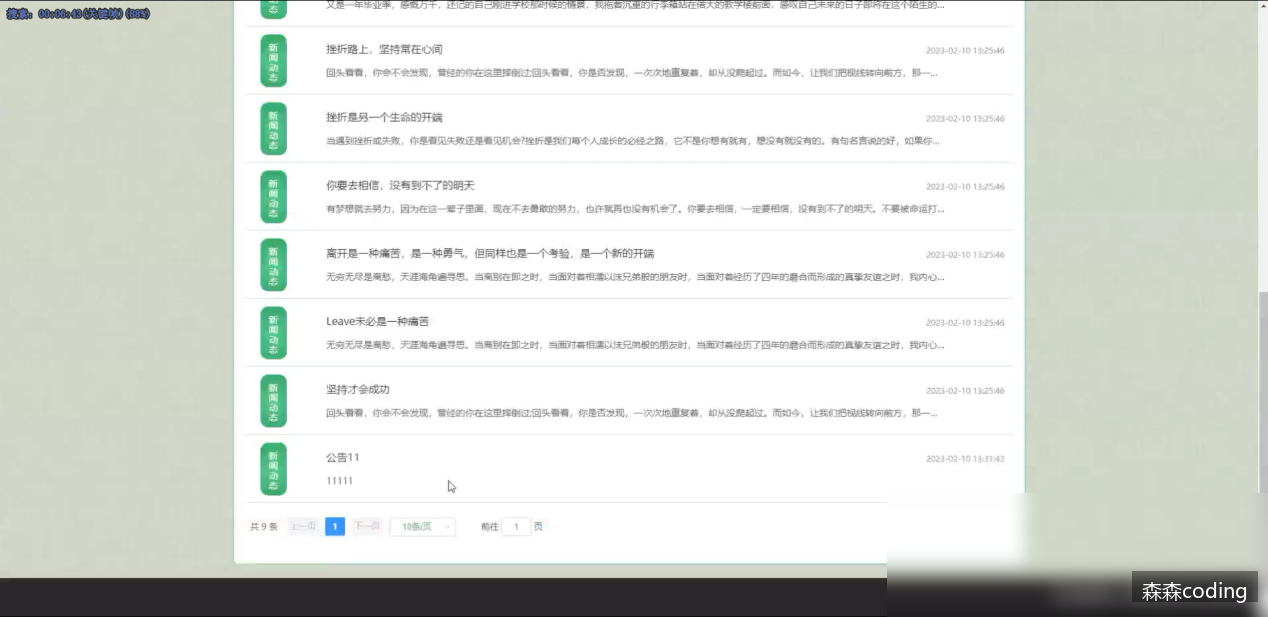 搜索: 00:08:43(关键帧) (88%)
态
又是一年毕业季，感慨万千，还记的自己刚进学校那时候的情景，我拖着沉重的行李箱站在偌大的教学楼前面，感叹自己未来的日子即将在这个陌生的...
新闻动态
挫折路上，坚持常在心间
2023-02-10 13:25:46
回头看看，你会不会发现，曾经的你在这里摔倒过;回头看看，你是否发现，一次次地重复着，却从没爬起过。而如今，让我们把视线转向前方，那一...
新闻动态
挫折是另一个生命的开端
2023-02-10 13:25:46
当遇到挫折或失败，你是看见失败还是看见机会?挫折是我们每个人成长的必经之路，它不是你想有就有，想没有就没有的。有句名言说的好，如果你...
新闻动态
你要去相信，没有到不了的明天
2023-02-10 13:25:46
有梦想就去努力，因为在这一辈子里面，现在不去勇敢的努力，也许就再也没有机会了。你要去相信，一定要相信，没有到不了的明天。不要被命运打...
新闻动态
离开是一种痛苦，是一种勇气，但同样也是一个考验，是一个新的开端
2023-02-10 13:25:46
无穷无尽是离愁，天涯海角遍寻思。当离别在即之时，当面对着相濡以沫兄弟般的朋友时，当面对着经历了四年的磨合而形成的真挚友谊之时，我内心...
新闻动态
Leave未必是一种痛苦
2023-02-10 13:25:46
无穷无尽是离愁，天涯海角遍寻思。当离别在即之时，当面对着相濡以沫兄弟般的朋友时，当面对着经历了四年的磨合而形成的真挚友谊之时，我内心...
新闻动态
坚持才会成功
2023-02-10 13:25:46
回头看看，你会不会发现，曾经的你在这里摔倒过;回头看看，你是否发现，一次次地重复着，却从没爬起过。而如今，让我们把视线转向前方，那一...
新闻动态
公告11
2023-02-10 13:31:43
11111
共 9 条 上一页 1 下一页 10条/页 前往 1 页
森森coding